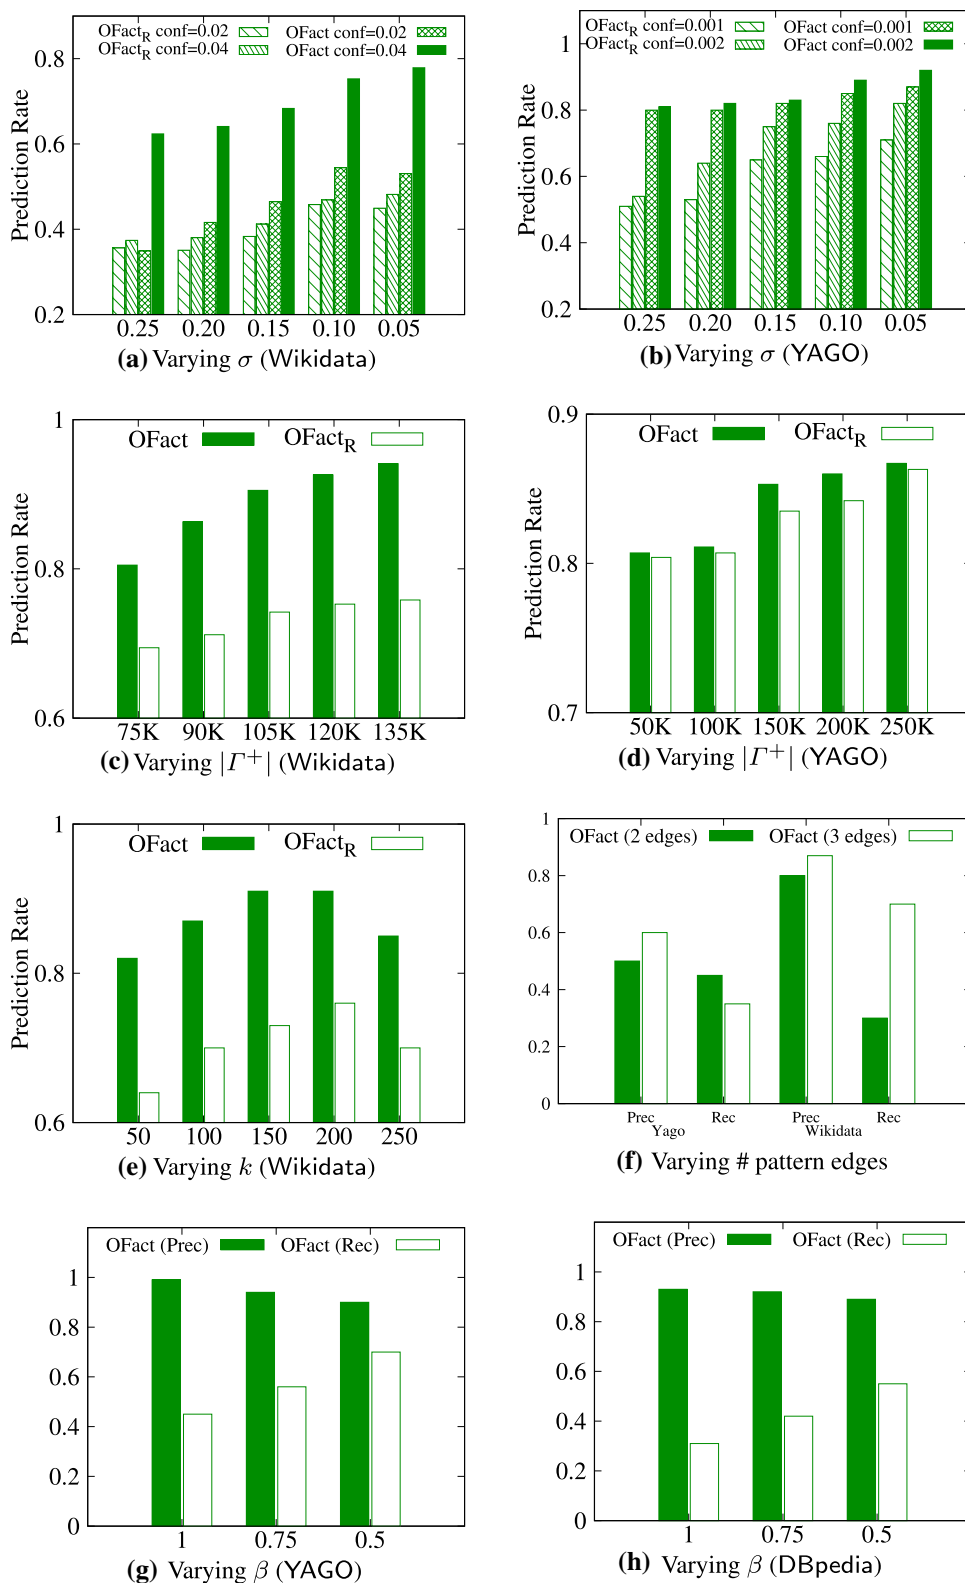 OFact_R conf=0.02 OFact conf=0.02
OFact_R conf=0.04 OFact conf=0.04
0.8
0.6
0.4
0.2
Prediction Rate
0.25 0.20 0.15 0.10 0.05
(a) Varying σ (Wikidata)
OFact_R conf=0.001 OFact conf=0.001
OFact_R conf=0.002 OFact conf=0.002
1
0.8
0.6
0.4
0.2
Prediction Rate
0.25 0.20 0.15 0.10 0.05
(b) Varying σ (YAGO)
OFact OFact_R
1
0.8
0.6
Prediction Rate
75K 90K 105K 120K 135K
(c) Varying |Γ⁺| (Wikidata)
OFact OFact_R
0.9
0.8
0.7
Prediction Rate
50K 100K 150K 200K 250K
(d) Varying |Γ⁺| (YAGO)
OFact OFact_R
1
0.8
0.6
Prediction Rate
50 100 150 200 250
(e) Varying k (Wikidata)
OFact (2 edges) OFact (3 edges)
1
0.8
0.6
0.4
0.2
0
Prec Rec Prec Rec
Yago Wikidata
(f) Varying # pattern edges
OFact (Prec) OFact (Rec)
1
0.8
0.6
0.4
0.2
0
1 0.75 0.5
(g) Varying β (YAGO)
OFact (Prec) OFact (Rec)
1
0.8
0.6
0.4
0.2
0
1 0.75 0.5
(h) Varying β (DBpedia)